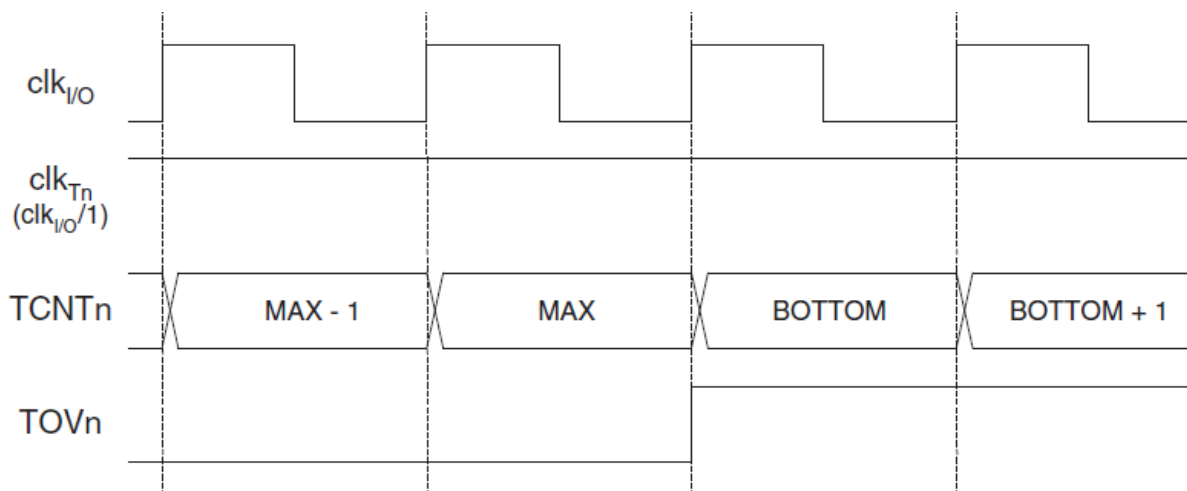 clkI/O
clkTn
(clkI/O/1)
TCNTn MAX - 1 MAX BOTTOM BOTTOM + 1
TOVn